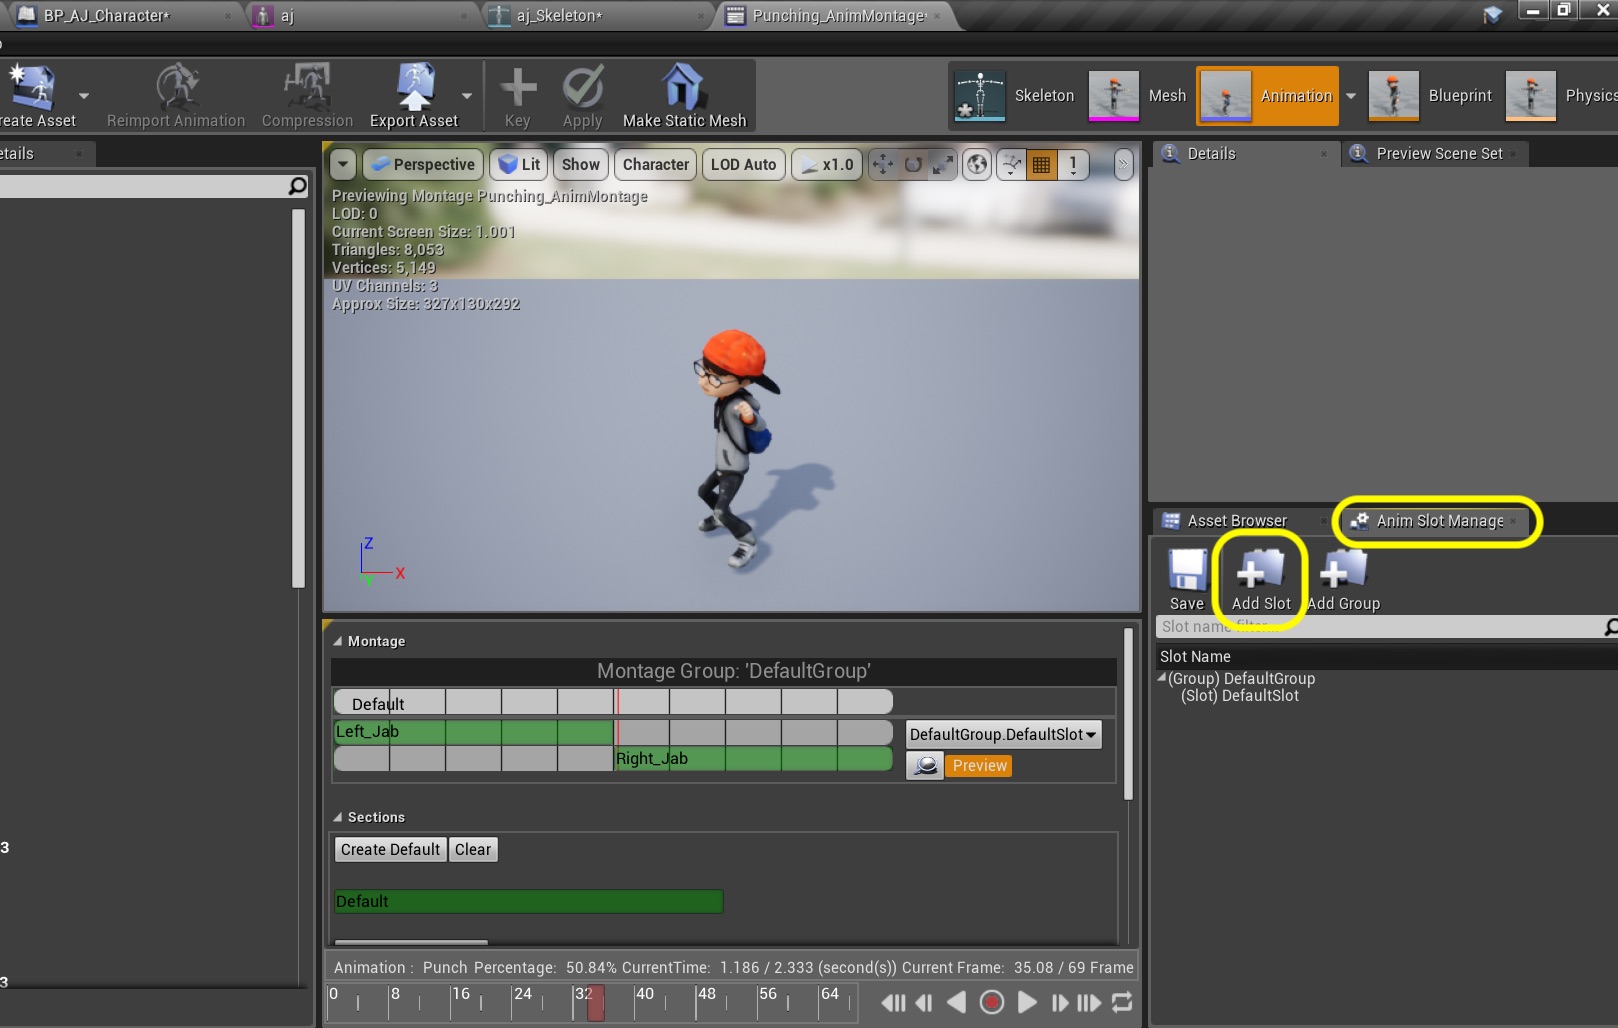 BP_AJ_Character*
aj
aj_Skeleton*
Punching_AnimMontage*
reate Asset
Reimport Animation
Compression
Export Asset
Key
Apply
Make Static Mesh
Skeleton
Mesh
Animation
Blueprint
Physics
etails
Perspective
Lit
Show
Character
LOD Auto
x1.0
1
Previewing Montage Punching_AnimMontage
LOD: 0
Current Screen Size: 1.001
Triangles: 8,053
Vertices: 5,149
UV Channels: 3
Approx Size: 327x130x292
Z
X
Y
Details
Preview Scene Set
Asset Browser
Anim Slot Manage
Save
Add Slot
Add Group
Slot name filter...
Slot Name
(Group) DefaultGroup
(Slot) DefaultSlot
Montage
Montage Group: 'DefaultGroup'
Default
Left_Jab
Right_Jab
DefaultGroup.DefaultSlot
Preview
Sections
Create Default
Clear
Default
3
3
Animation : Punch Percentage: 50.84% CurrentTime: 1.186 / 2.333 (second(s)) Current Frame: 35.08 / 69 Frame
0 8 16 24 32 40 48 56 64